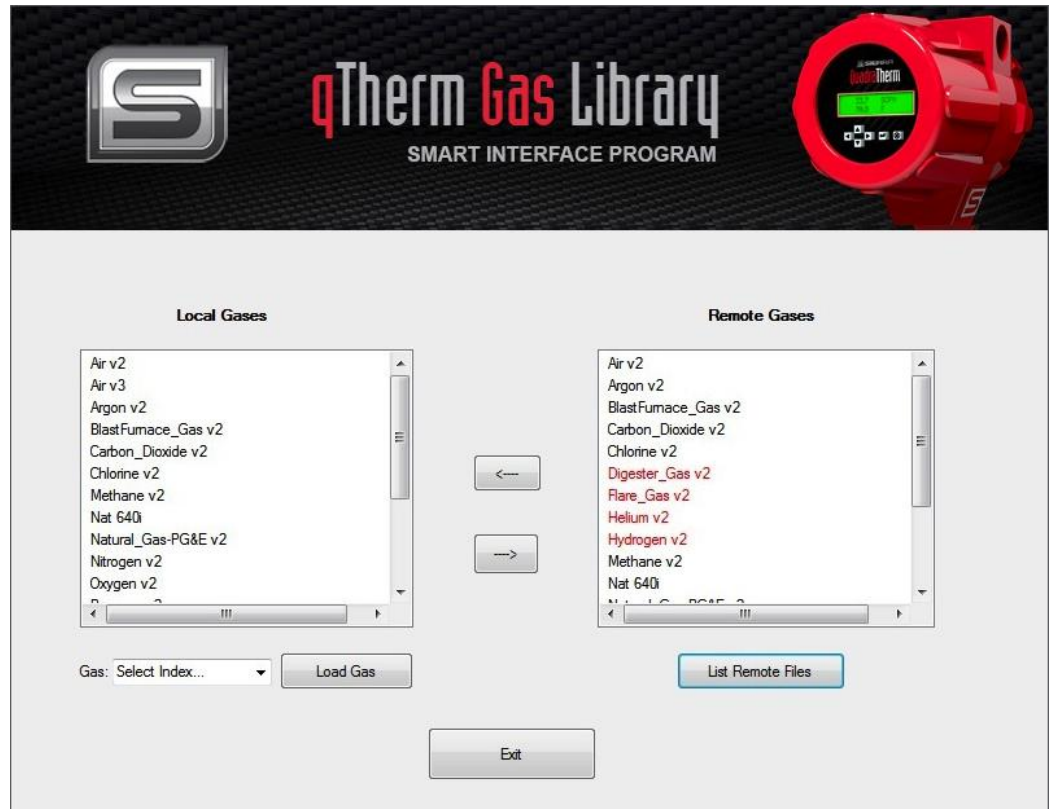 qTherm Gas Library
SMART INTERFACE PROGRAM
SIERRA
QuadraTherm
Local Gases
Air v2
Air v3
Argon v2
BlastFurnace_Gas v2
Carbon_Dioxide v2
Chlorine v2
Methane v2
Nat 640i
Natural_Gas-PG&E v2
Nitrogen v2
Oxygen v2
<----
---->
Remote Gases
Air v2
Argon v2
BlastFurnace_Gas v2
Carbon_Dioxide v2
Chlorine v2
Digester_Gas v2
Flare_Gas v2
Helium v2
Hydrogen v2
Methane v2
Nat 640i
Gas: Select Index...
Load Gas
List Remote Files
Exit